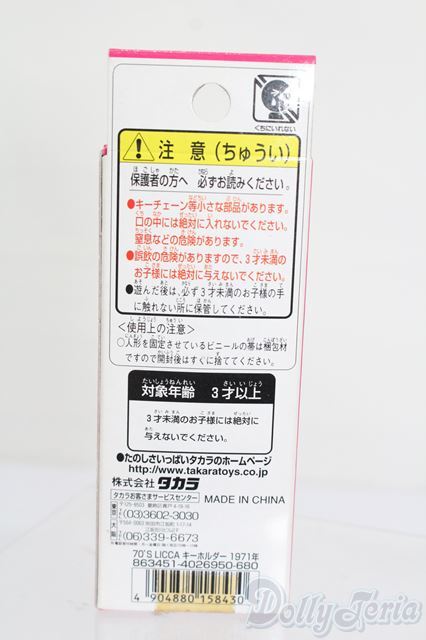 くちにいれない
注 意 (ちゅうい)
保護者の方へ 必ずお読みください。
●キーチェーン等小さな部品があります。
口の中には絶対に入れないでください。
窒息などの危険があります。
●誤飲の危険がありますので、3才未満の
お子様には絶対に与えないでください。
●遊んだ後は、必ず3才未満のお子様の手
に触れない所に保管してください。
<使用上の注意>
○人形を固定させているビニールの帯は梱包材
ですので開封後はすぐに捨ててください。
対象年齢 3才以上
3才未満のお子様には絶対に
与えないでください。
●たのしさいっぱいタカラのホームページ
http://www.takaratoys.co.jp
株式会社 タカラ
タカラお客さまサービスセンター
MADE IN CHINA
東京
(03)3602-3030
大阪
(06)339-6673
70'S LICCA キーホルダー 1971年
863451-4026950-680
4 904880 158430
DollyTeria